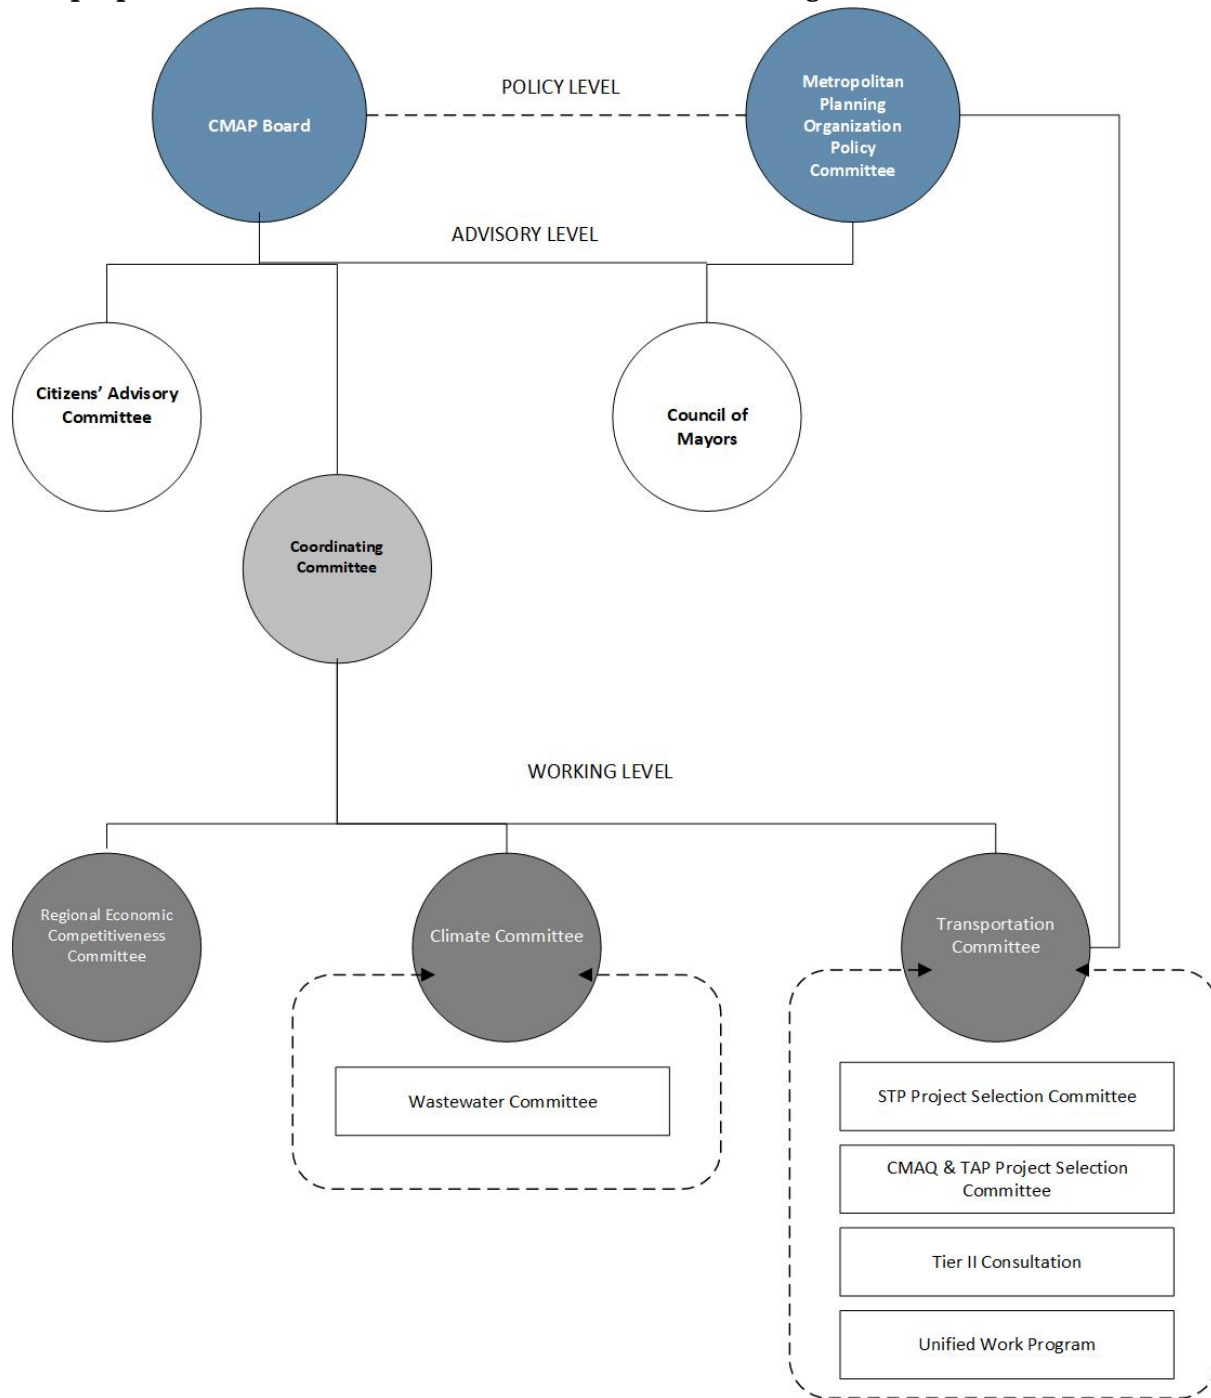 POLICY LEVEL
CMAP Board
Metropolitan
Planning
Organization
Policy
Committee
ADVISORY LEVEL
Citizens’ Advisory
Committee
Council of
Mayors
Coordinating
Committee
WORKING LEVEL
Regional Economic
Competitiveness
Committee
Climate Committee
Transportation
Committee
Wastewater Committee
STP Project Selection Committee
CMAQ & TAP Project Selection
Committee
Tier II Consultation
Unified Work Program